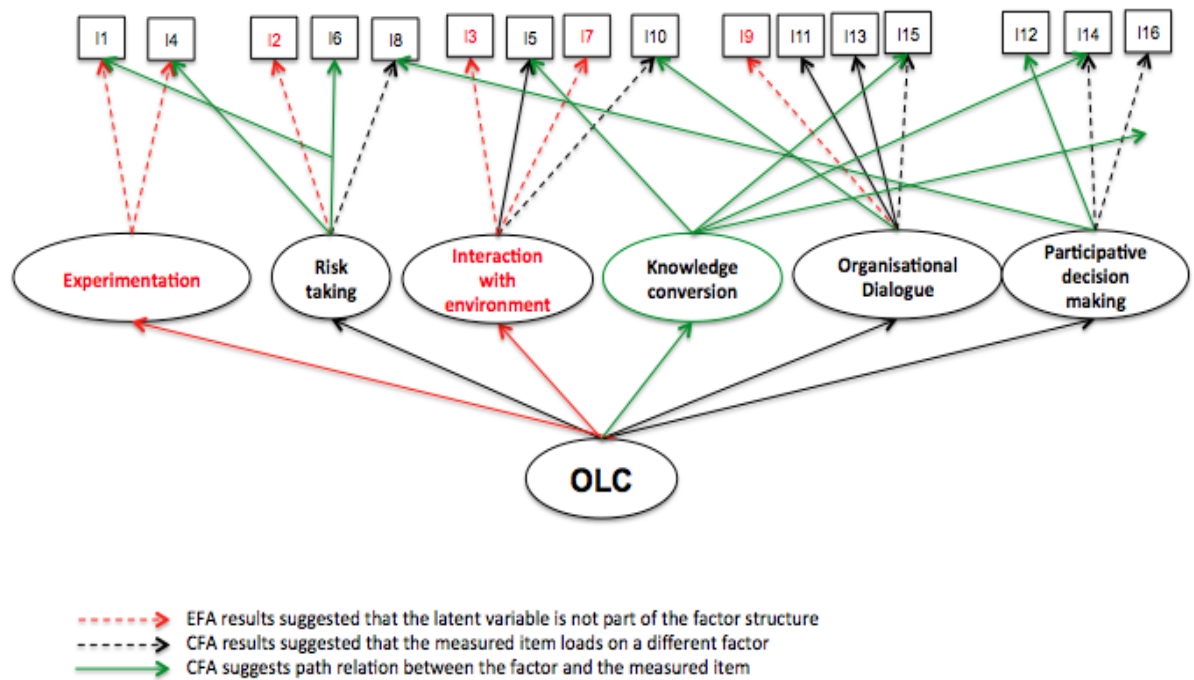 I1 I4 I2 I6 I8 I3 I5 I7 I10 I9 I11 I13 I15 I12 I14 I16
Experimentation
Risk
taking
Interaction
with
environment
Knowledge
conversion
Organisational
Dialogue
Participative
decision
making
OLC
EFA results suggested that the latent variable is not part of the factor structure
CFA results suggested that the measured item loads on a different factor
CFA suggests path relation between the factor and the measured item